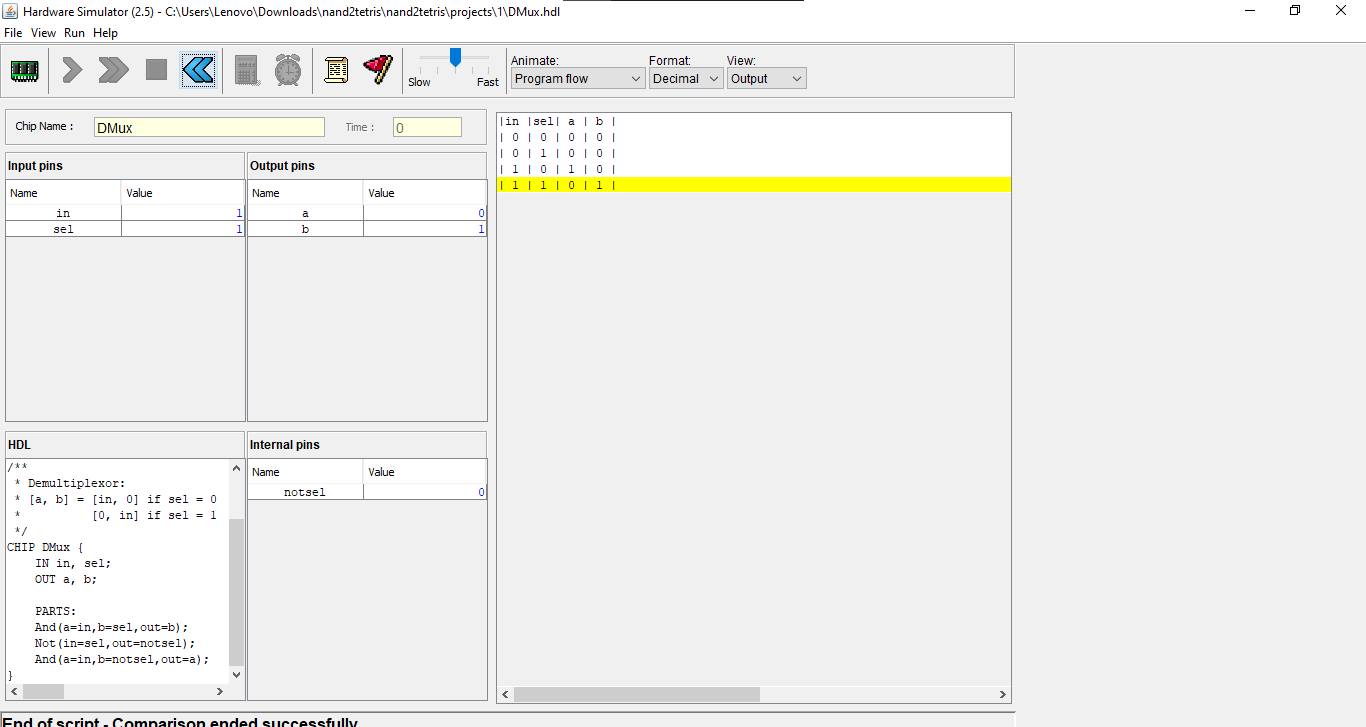 Hardware Simulator (2.5) - C:\Users\Lenovo\Downloads\nand2tetris\nand2tetris\projects\1\DMux.hdl
File View Run Help
Slow Fast
Animate: Format: View:
Program flow Decimal Output
Chip Name : DMux Time : 0
Input pins
Name Value
in 1
sel 1
Output pins
Name Value
a 0
b 1
|in |sel| a | b |
| 0 | 0 | 0 | 0 |
| 0 | 1 | 0 | 0 |
| 1 | 0 | 1 | 0 |
| 1 | 1 | 0 | 1 |
HDL
/**
* Demultiplexor:
* [a, b] = [in, 0] if sel = 0
* [0, in] if sel = 1
*/
CHIP DMux {
IN in, sel;
OUT a, b;
PARTS:
And(a=in,b=sel,out=b);
Not(in=sel,out=notsel);
And(a=in,b=notsel,out=a);
}
Internal pins
Name Value
notsel 0
End of script - Comparison ended successfully